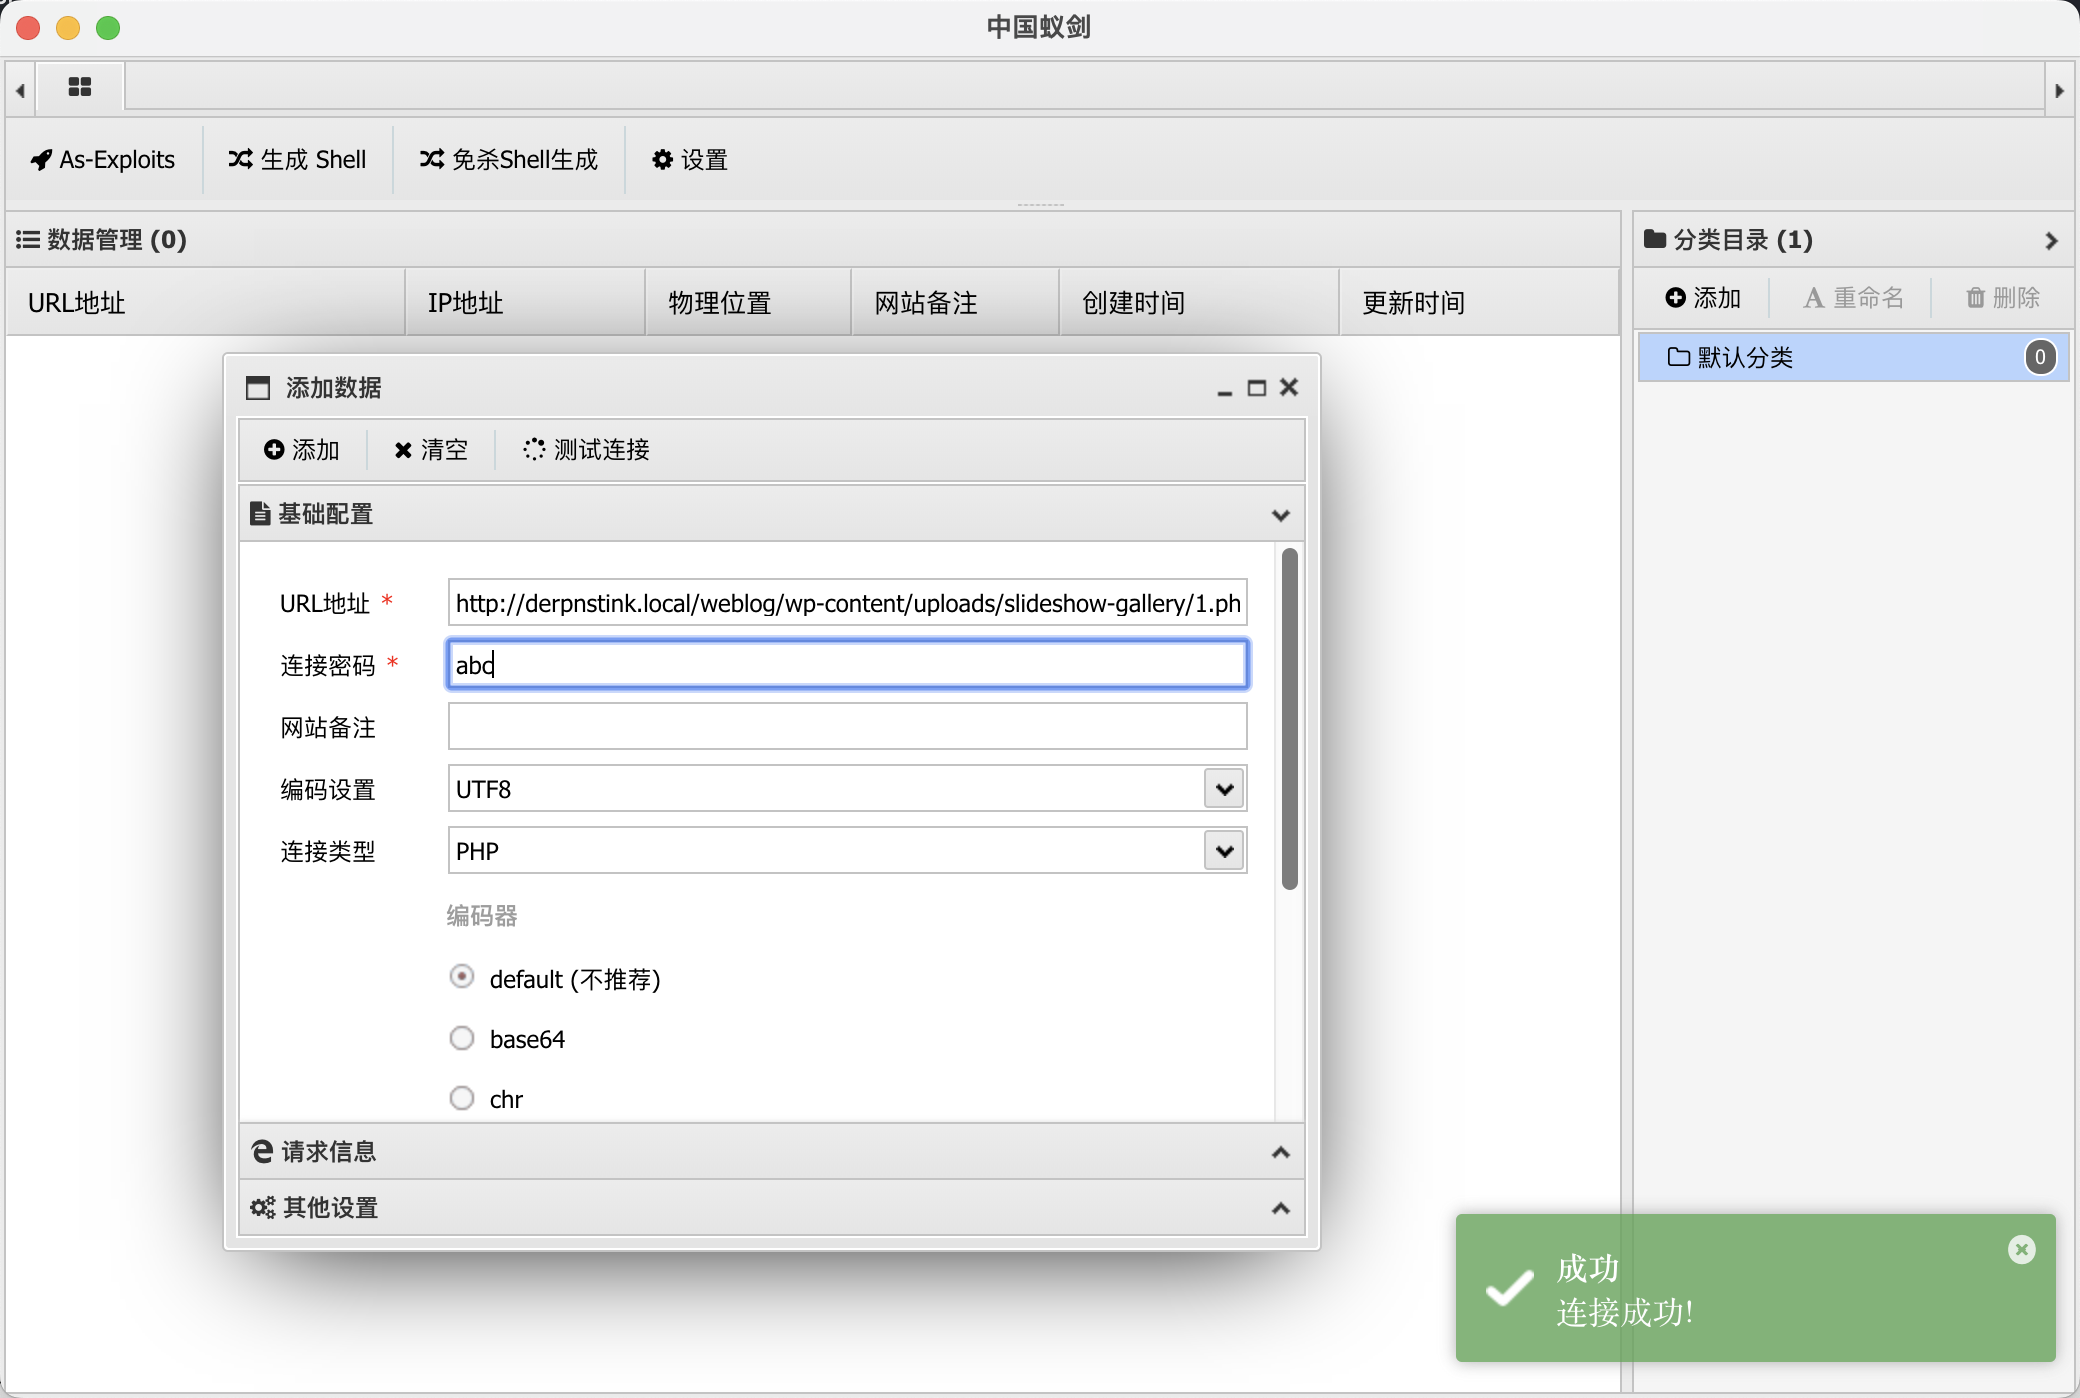 中国蚁剑
As-Exploits
生成 Shell
免杀Shell生成
设置
数据管理 (0)
URL地址
IP地址
物理位置
网站备注
创建时间
更新时间
分类目录 (1)
添加
重命名
删除
默认分类
0
添加数据
添加
清空
测试连接
基础配置
URL地址 *
http://derpnstink.local/weblog/wp-content/uploads/slideshow-gallery/1.ph
连接密码 *
abc
网站备注
编码设置
UTF8
连接类型
PHP
编码器
default (不推荐)
base64
chr
请求信息
其他设置
成功
连接成功!